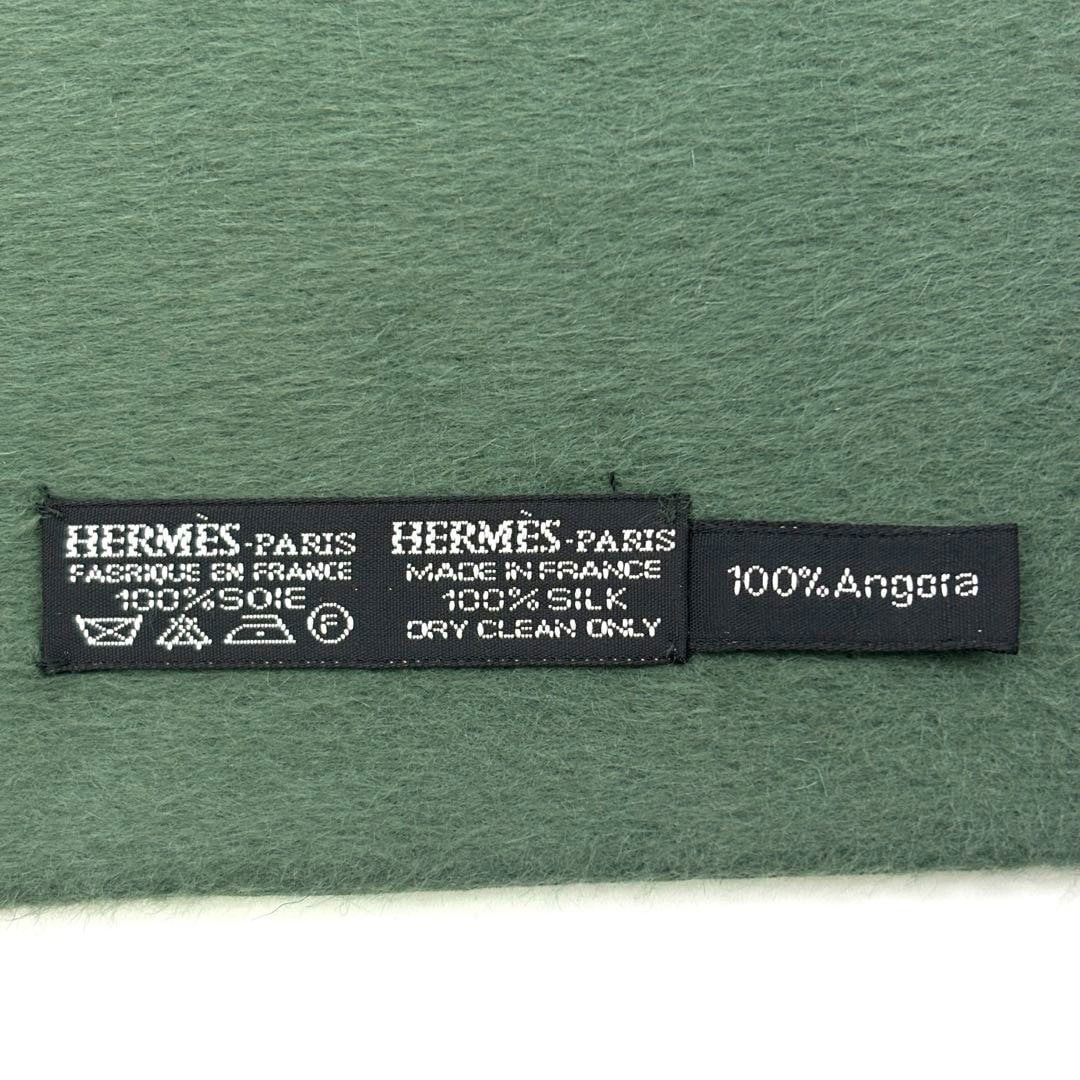 HERMÈS-PARIS
FABRIQUE EN FRANCE
100%SOIE
F
HERMÈS-PARIS
MADE IN FRANCE
100% SILK
DRY CLEAN ONLY
100%Angora